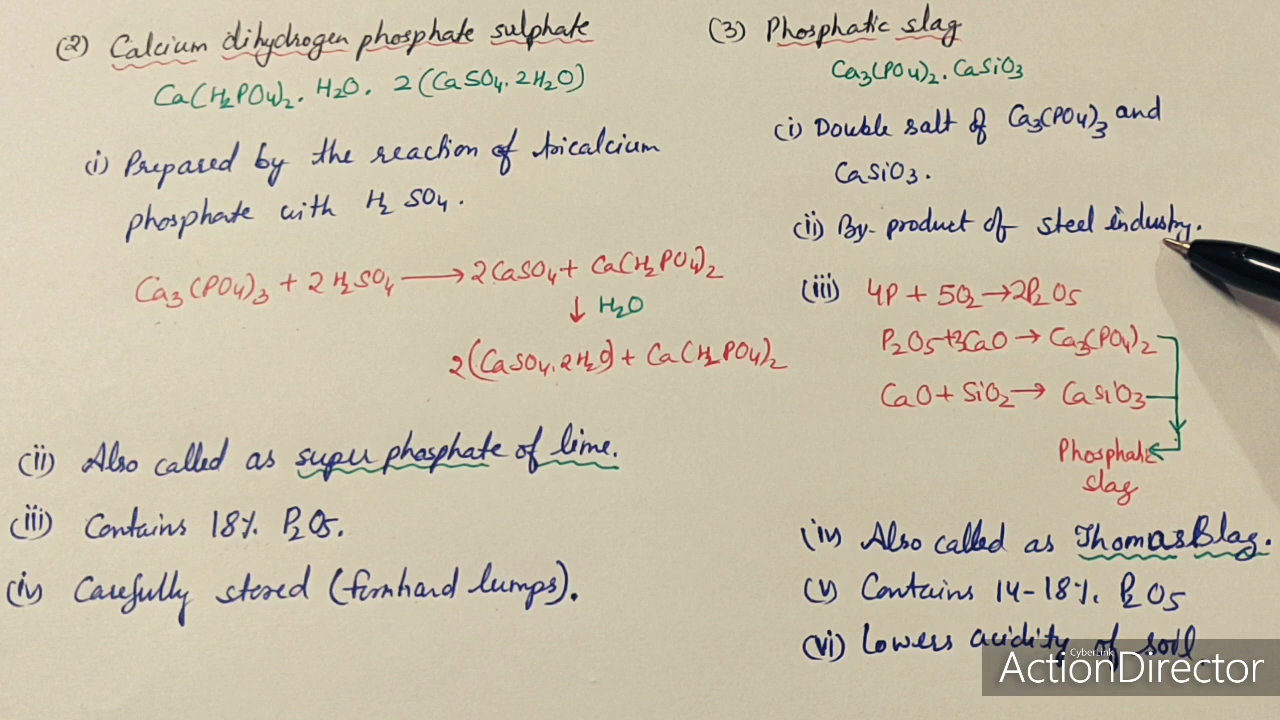 (2) Calcium dihydrogen phosphate sulphate
Ca(H₂PO₄)₂. H₂O. 2(CaSO₄. 2H₂O)
(i) Prepared by the reaction of tricalcium
phosphate with H₂SO₄.
Ca₃(PO₄)₃ + 2H₂SO₄ → 2CaSO₄ + Ca(H₂PO₄)₂
↓ H₂O
2(CaSO₄.2H₂O) + Ca(H₂PO₄)₂
(ii) Also called as super phosphate of lime.
(iii) Contains 18%. P₂O₅.
(iv) Carefully stored (form hard lumps).
(3) Phosphatic slag
Ca₃(PO₄)₂. CaSiO₃
(i) Double salt of Ca₃(PO₄)₃ and
CaSiO₃.
(ii) By-product of steel industry.
(iii) 4P + 5O₂ → 2P₂O₅
P₂O₅ + 3CaO → Ca₃(PO₄)₂
CaO + SiO₂ → CaSiO₃
Phosphatic
slag
(iv) Also called as Thomas Blag.
(v) Contains 14-18%. P₂O₅
(vi) Lowers acidity of soil
CyberLink
ActionDirector